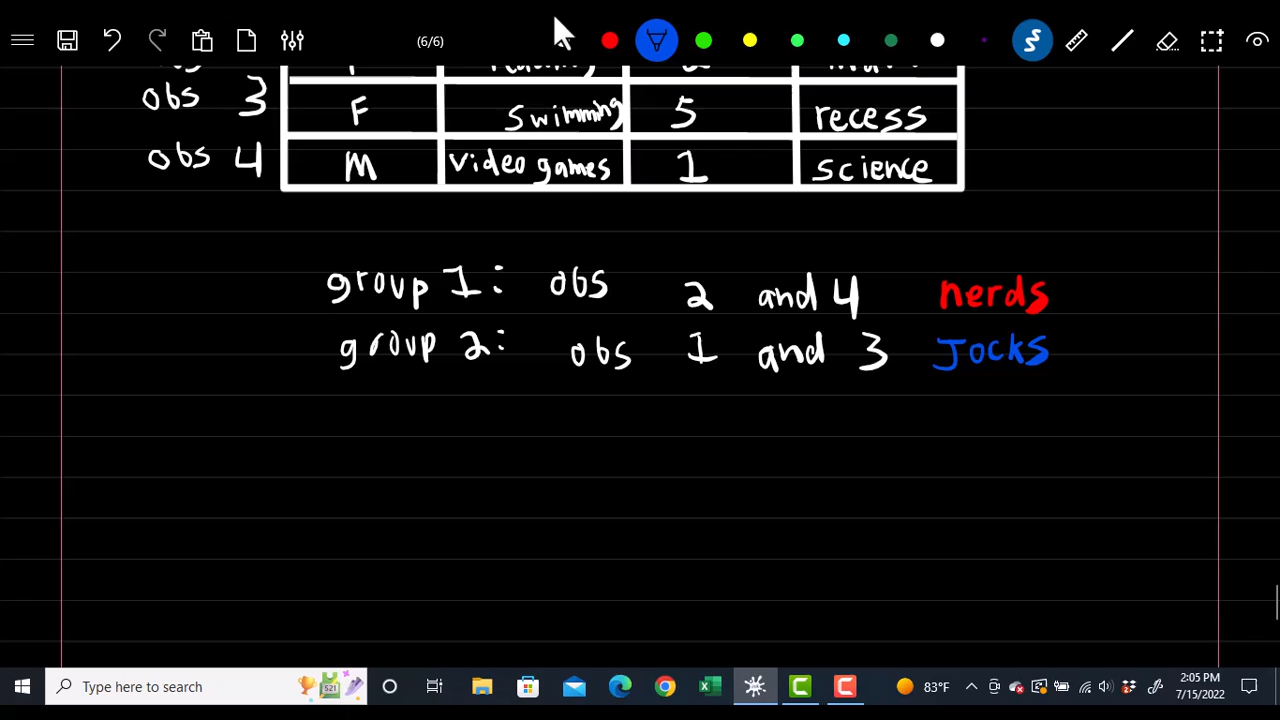 (6/6)
obs 3 F swimming 5 recess
obs 4 M video games 1 science
group 1: obs 2 and 4 nerds
group 2: obs 1 and 3 Jocks
Type here to search
521
83°F
2:05 PM
7/15/2022